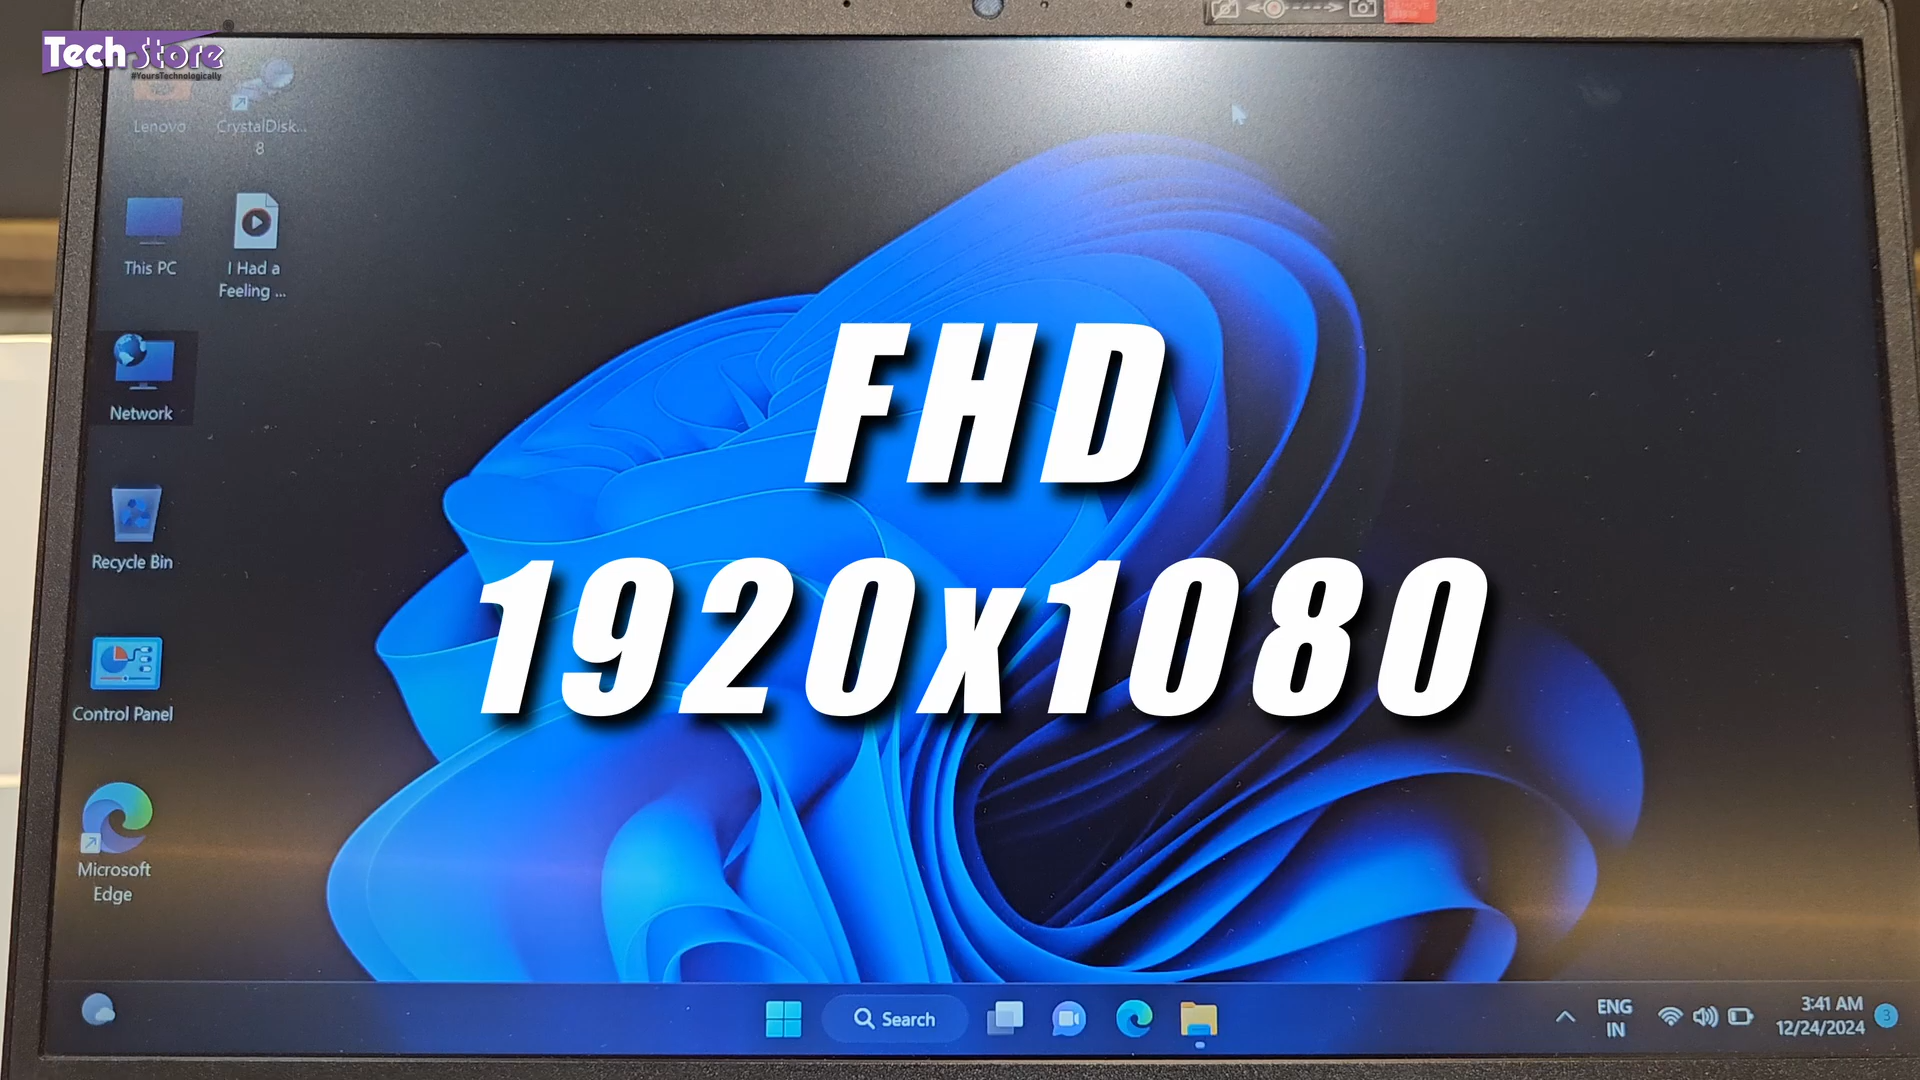 Tech Store
#YoursTechnologically
Lenovo
CrystalDisk...
8
This PC
I Had a
Feeling ...
Network
Recycle Bin
Control Panel
Microsoft
Edge
FHD
1920x1080
Search
ENG
IN
3:41 AM
12/24/2024
3